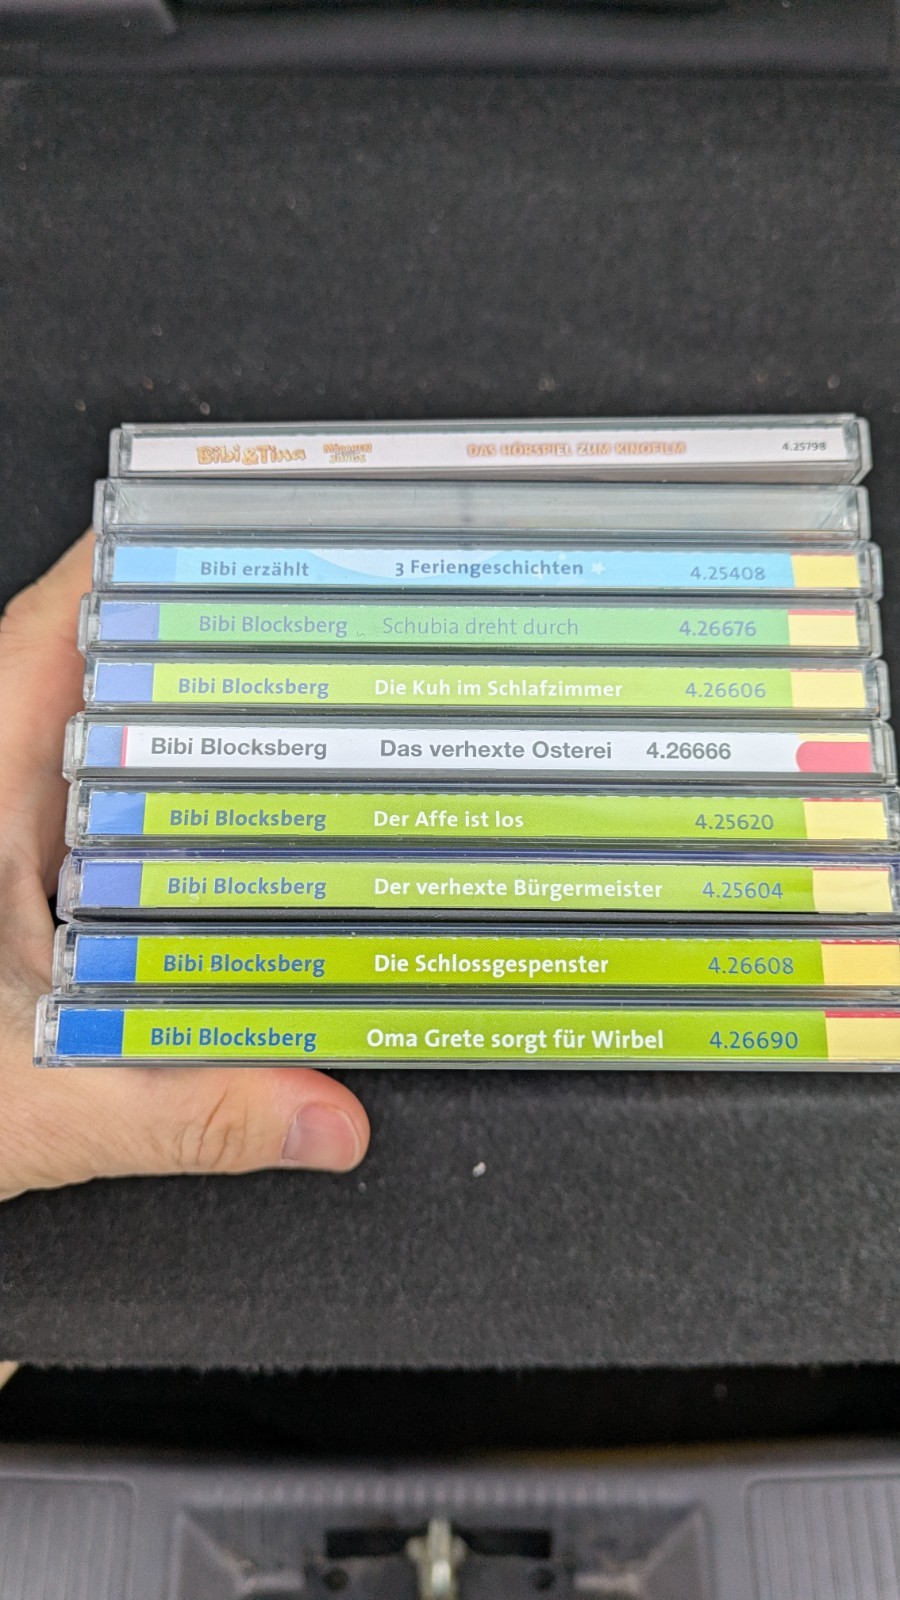 Bibi & Tina MÄDCHEN GEGEN JUNGS DAS HÖRSPIEL ZUM KINOFILM 4.25798
Bibi erzählt 3 Feriengeschichten 4.25408
Bibi Blocksberg Schubia dreht durch 4.26676
Bibi Blocksberg Die Kuh im Schlafzimmer 4.26606
Bibi Blocksberg Das verhexte Osterei 4.26666
Bibi Blocksberg Der Affe ist los 4.25620
Bibi Blocksberg Der verhexte Bürgermeister 4.25604
Bibi Blocksberg Die Schlossgespenster 4.26608
Bibi Blocksberg Oma Grete sorgt für Wirbel 4.26690